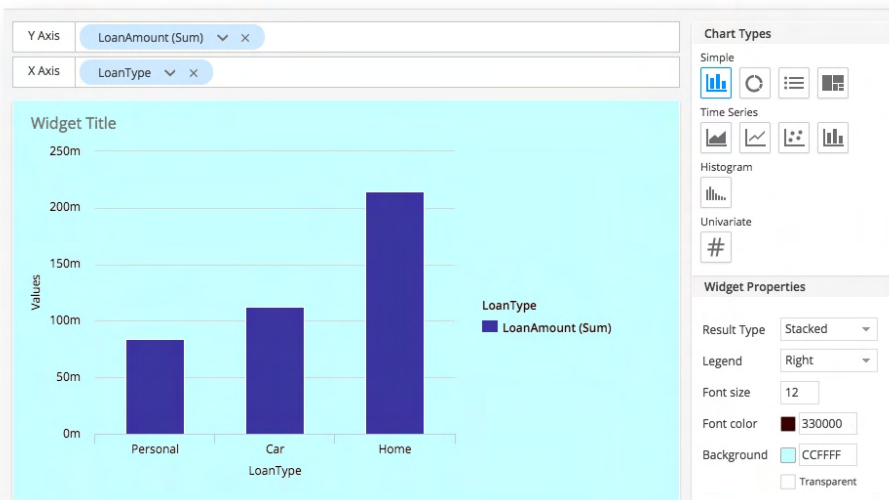 Y Axis LoanAmount (Sum) ×
X Axis LoanType ×
Widget Title
250m
200m
150m
100m
50m
0m
Values
Personal Car Home
LoanType
LoanType
LoanAmount (Sum)
Chart Types
Simple
Time Series
Histogram
Univariate
#
Widget Properties
Result Type Stacked
Legend Right
Font size 12
Font color 330000
Background CCFFFF
Transparent